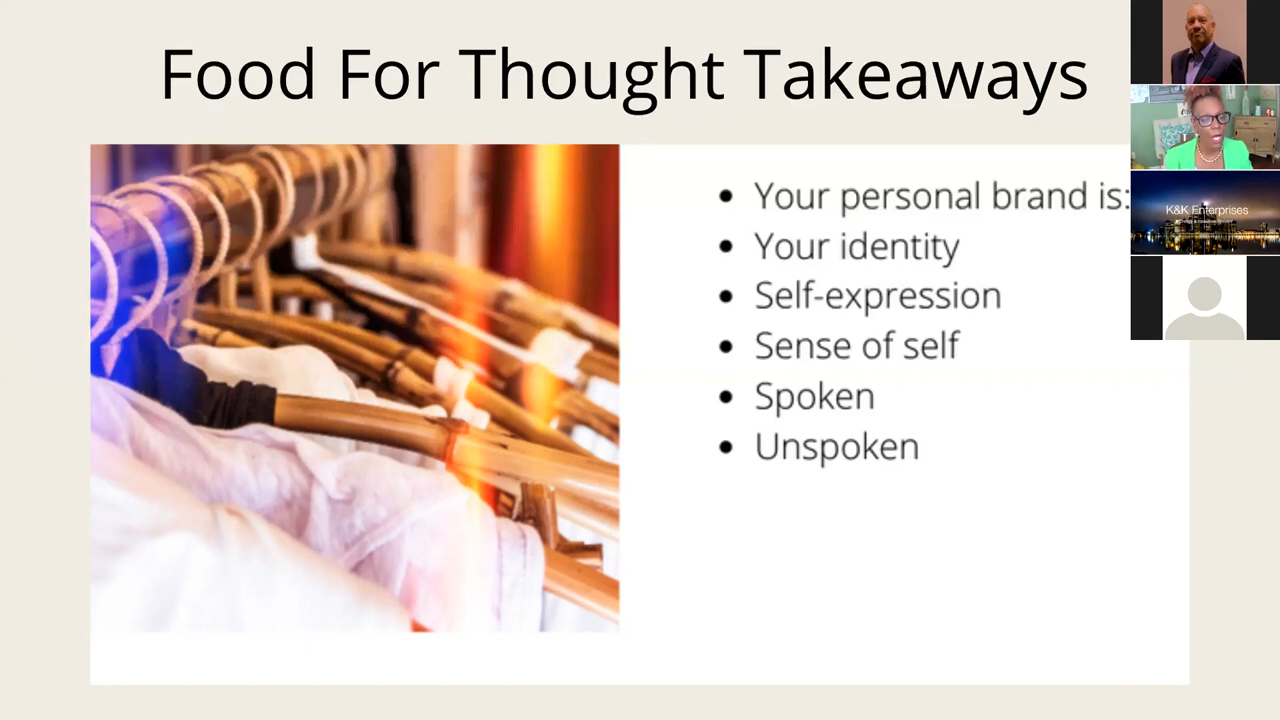 Food For Thought Takeaways
• Your personal brand is:
• Your identity
• Self-expression
• Sense of self
• Spoken
• Unspoken
K&K Enterprises